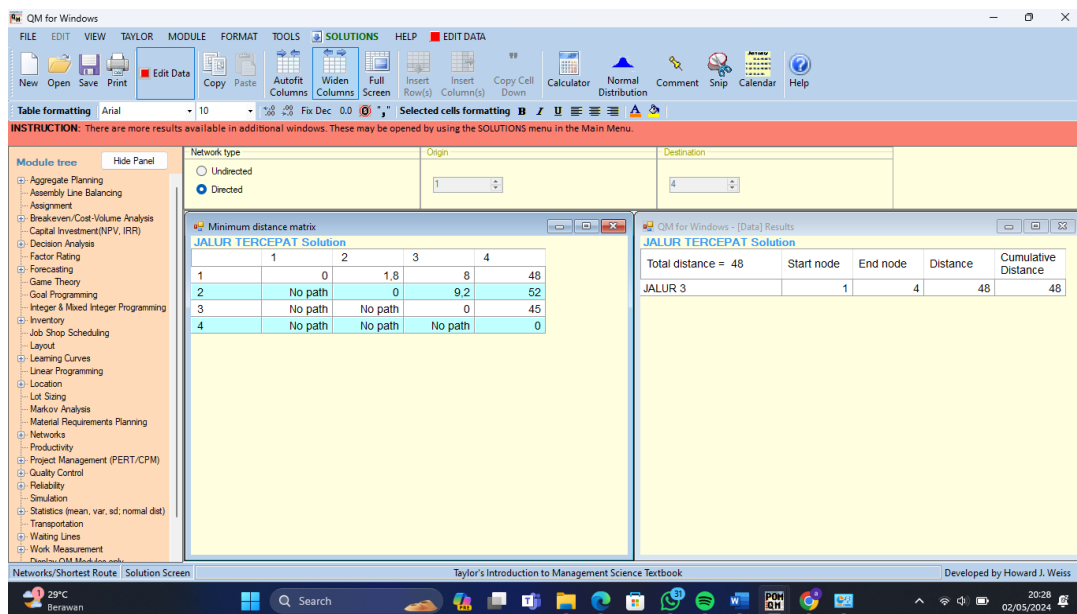 QM for Windows
FILE EDIT VIEW TAYLOR MODULE FORMAT TOOLS SOLUTIONS HELP EDIT DATA
New Open Save Print Edit Data Copy Paste Autofit Columns Widen Columns Full Screen Insert Row(s) Insert Column(s) Copy Cell Down Calculator Normal Distribution Comment Snip Calendar Help
Table formatting Arial 10 Fix Dec 0.0 Selected cells formatting B I U A
INSTRUCTION: There are more results available in additional windows. These may be opened by using the SOLUTIONS menu in the Main Menu.
Module tree Hide Panel
Aggregate Planning
Assembly Line Balancing
Assignment
Breakeven/Cost-Volume Analysis
Capital Investment(NPV, IRR)
Decision Analysis
Factor Rating
Forecasting
Game Theory
Goal Programming
Integer & Mixed Integer Programming
Inventory
Job Shop Scheduling
Layout
Learning Curves
Linear Programming
Location
Lot Sizing
Markov Analysis
Material Requirements Planning
Networks
Productivity
Project Management (PERT/CPM)
Quality Control
Reliability
Simulation
Statistics (mean, var, sd; normal dist)
Transportation
Waiting Lines
Work Measurement
Display OM Modules only
Network type
Undirected
Directed
Origin
1
Destination
4
Minimum distance matrix
JALUR TERCEPAT Solution
1 2 3 4
1 0 1,8 8 48
2 No path 0 9,2 52
3 No path No path 0 45
4 No path No path No path 0
QM for Windows - [Data] Results
JALUR TERCEPAT Solution
Total distance = 48 Start node End node Distance Cumulative Distance
JALUR 3 1 4 48 48
Networks/Shortest Route Solution Screen Taylor's Introduction to Management Science Textbook Developed by Howard J. Weiss
1 29°C
Berawan
Search
31
POM QM
20:28
02/05/2024